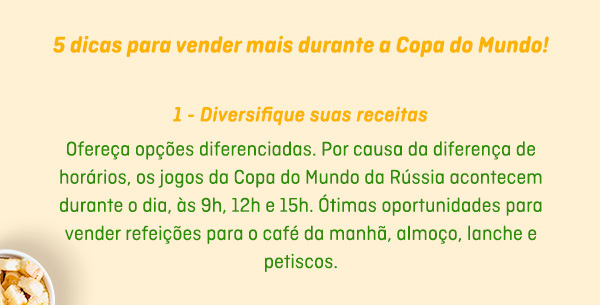 5 dicas para vender mais durante a Copa do Mundo!
1 - Diversifique suas receitas
Ofereça opções diferenciadas. Por causa da diferença de
horários, os jogos da Copa do Mundo da Rússia acontecem
durante o dia, às 9h, 12h e 15h. Ótimas oportunidades para
vender refeições para o café da manhã, almoço, lanche e
petiscos.